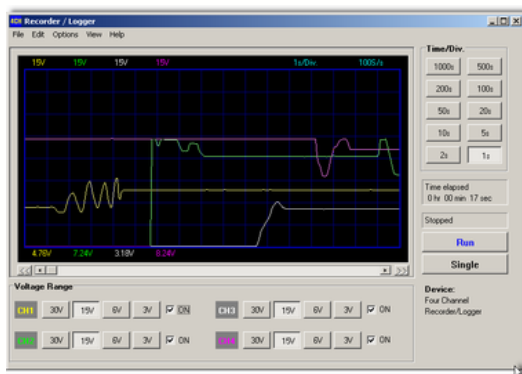 4CH Recorder / Logger
File Edit Options View Help
15V 15V 15V 15V 1s/Div. 100S/s
4.76V 7.24V 3.18V 8.24V
Time/Div.
1000s 500s
200s 100s
50s 20s
10s 5s
2s 1s
Time elapsed
0 hr 00 min 17 sec
Stopped
Run
Single
Voltage Range
CH1 30V 15V 6V 3V ON
CH3 30V 15V 6V 3V ON
CH2 30V 15V 6V 3V ON
CH4 30V 15V 6V 3V ON
Device:
Four Channel
Recorder/Logger